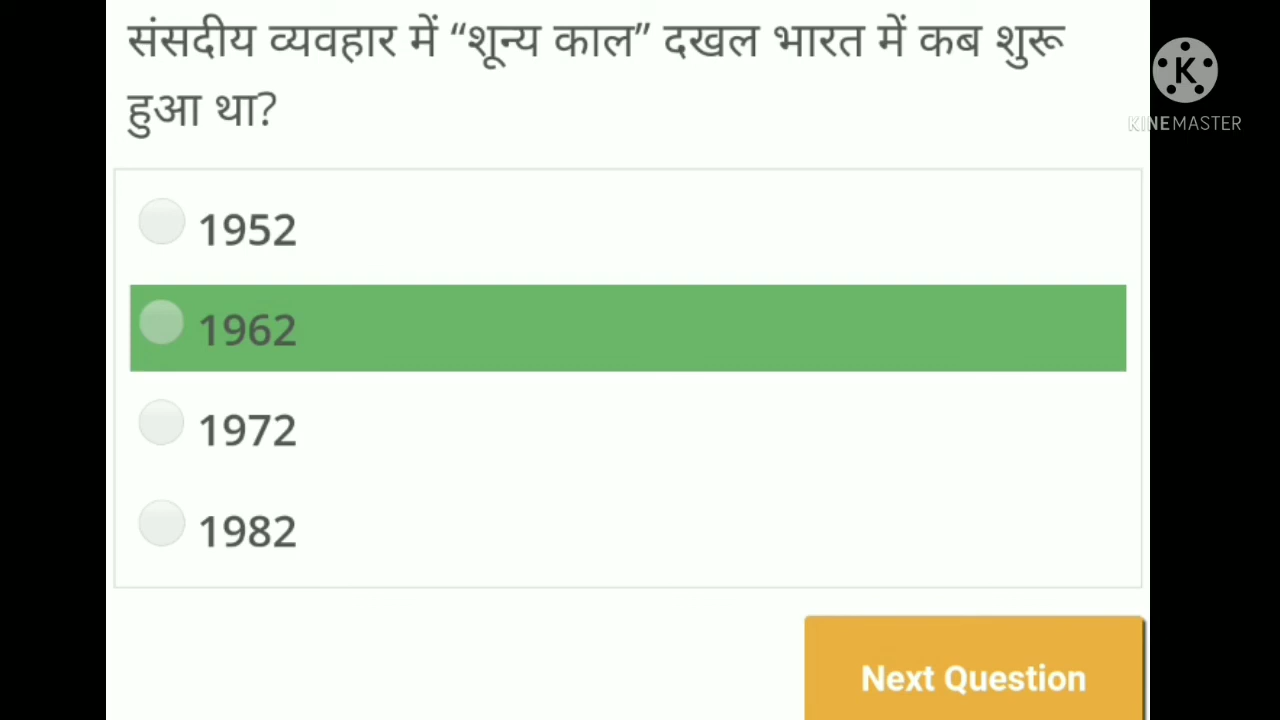 संसदीय व्यवहार में “शून्य काल” दखल भारत में कब शुरू
हुआ था?
K
KINEMASTER
1952
1962
1972
1982
Next Question